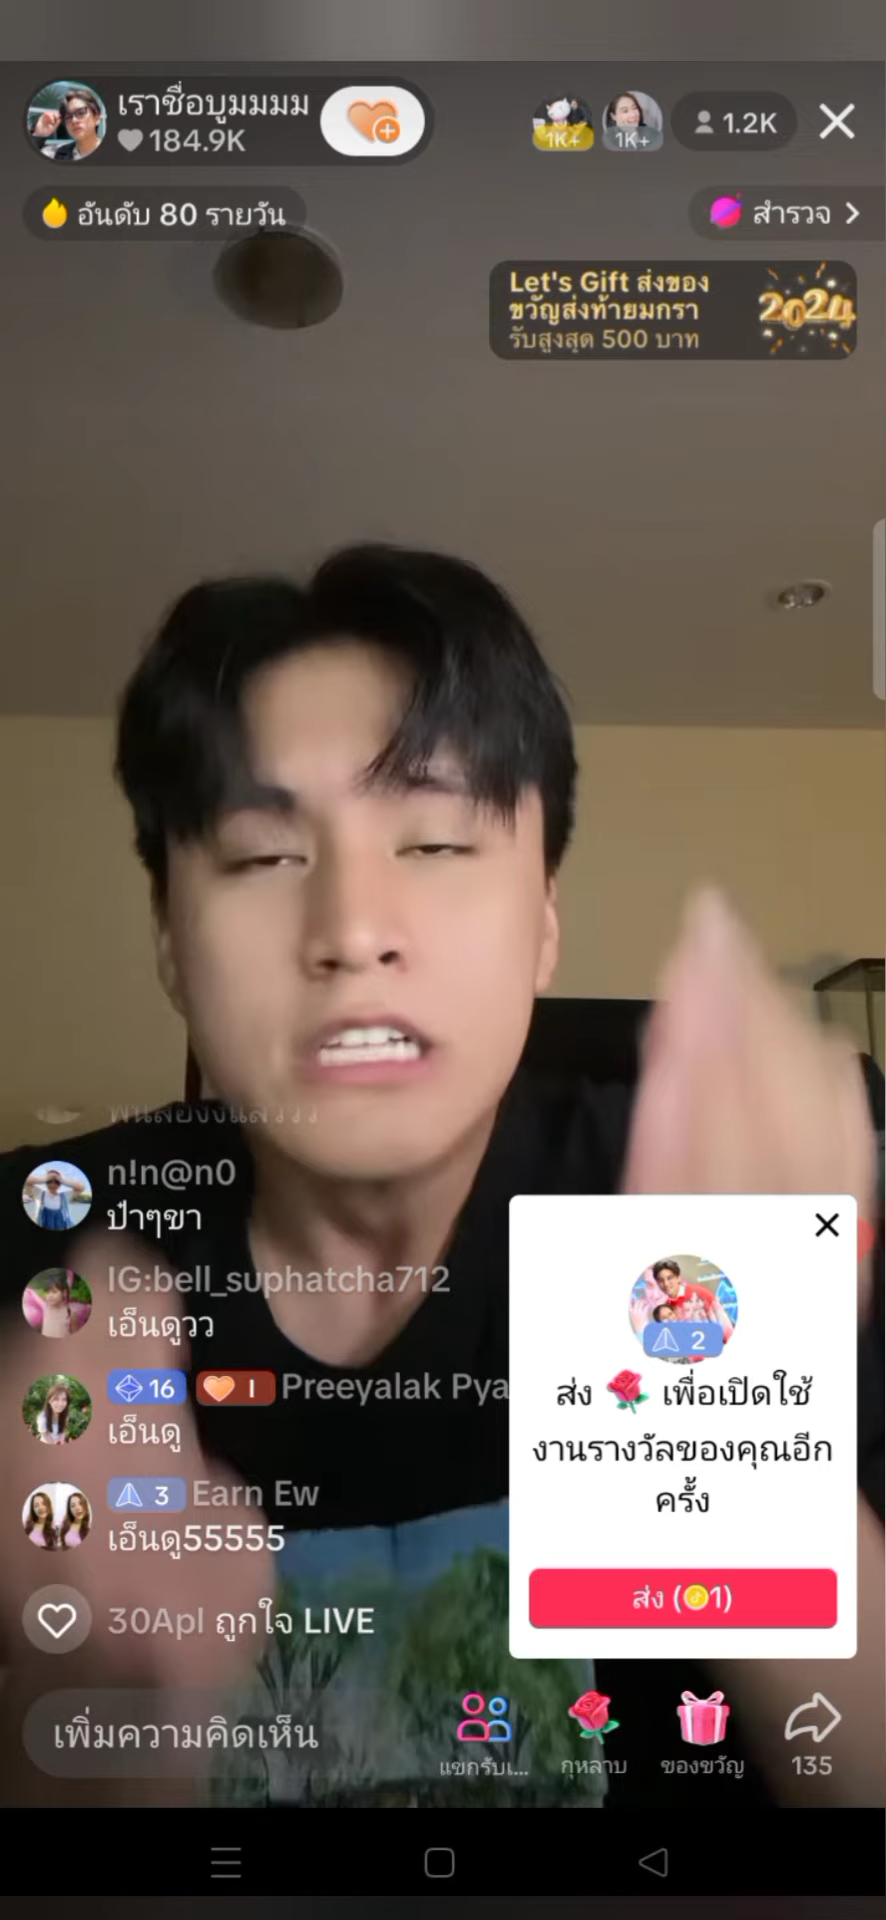 เราชื่อบูมมมม
184.9K
1K+
1K+
1.2K
อันดับ 80 รายวัน
สำรวจ
Let's Gift ส่งของ
ขวัญส่งท้ายมกรา
รับสูงสุด 500 บาท
2024
n!n@n0
ป๋าๆขา
IG:bell_suphatcha712
เอ็นดูวว
16 I Preeyalak Pya
เอ็นดู
3 Earn Ew
เอ็นดู55555
30Apl ถูกใจ LIVE
2
ส่ง เพื่อเปิดใช้
งานรางวัลของคุณอีก
ครั้ง
ส่ง (1)
เพิ่มความคิดเห็น
แขกรับเ...
กุหลาบ
ของขวัญ
135